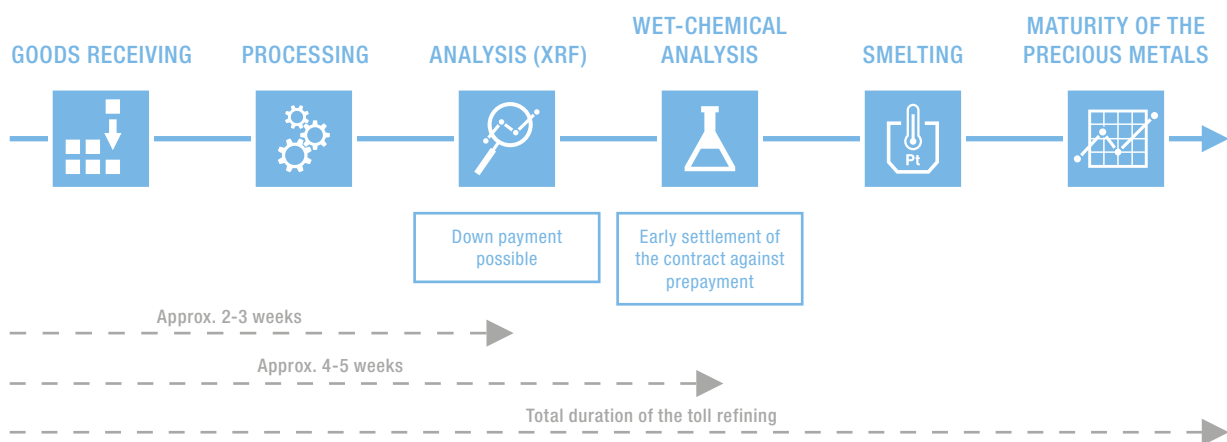 GOODS RECEIVING
PROCESSING
ANALYSIS (XRF)
WET-CHEMICAL
ANALYSIS
SMELTING
MATURITY OF THE
PRECIOUS METALS
Pt
Down payment
possible
Early settlement of
the contract against
prepayment
Approx. 2-3 weeks
Approx. 4-5 weeks
Total duration of the toll refining